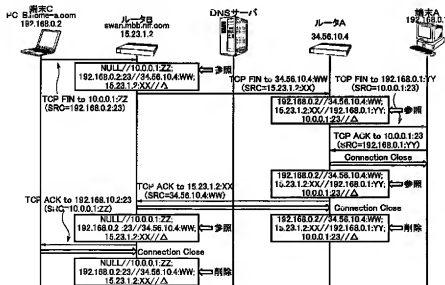 端末C
PC B.home-a.com
192.168.0.2
ルータB
swan.mbb.nif.com
15.23.1.2
DNSサーバ
ルータA
34.56.10.4
端末A
192.168.0.1
NULL//10.0.0.1:ZZ;
192.168.0.2:23//34.56.10.4:WW;
15.23.1.2:XX//△
参照
TCP FIN to 10.0.0.1:ZZ
(SRC=192.168.0.2:23)
TCP FIN to 34.56.10.4:WW
(SRC=15.23.1.2:XX)
TCP FIN to 192.168.0.1:YY
(SRC=10.0.0.1:23)
192.168.0.2//34.56.10.4:WW;
15.23.1.2:XX//192.168.0.1:YY;
10.0.0.1:23//△
参照
TCP ACK to 10.0.0.1:23
(SRC=192.168.0.1:YY)
Connection Close
192.168.0.2//34.56.10.4:WW;
15.23.1.2:XX//192.168.0.1:YY;
10.0.0.1:23//△
参照
TCP ACK to 15.23.1.2:XX
(SRC=34.56.10.4:WW)
TCP ACK to 192.168.10.2:23
(SRC=10.0.0.1:ZZ)
Connection Close
NULL//10.0.0.1:ZZ;
192.168.0.2:23//34.56.10.4:WW;
15.23.1.2:XX//△
参照
192.168.0.2//34.56.10.4:WW;
15.23.1.2:XX//192.168.0.1:YY;
10.0.0.1:23//△
削除
Connection Close
NULL//10.0.0.1:ZZ;
192.168.0.2:23//34.56.10.4:WW;
15.23.1.2:XX//△
削除